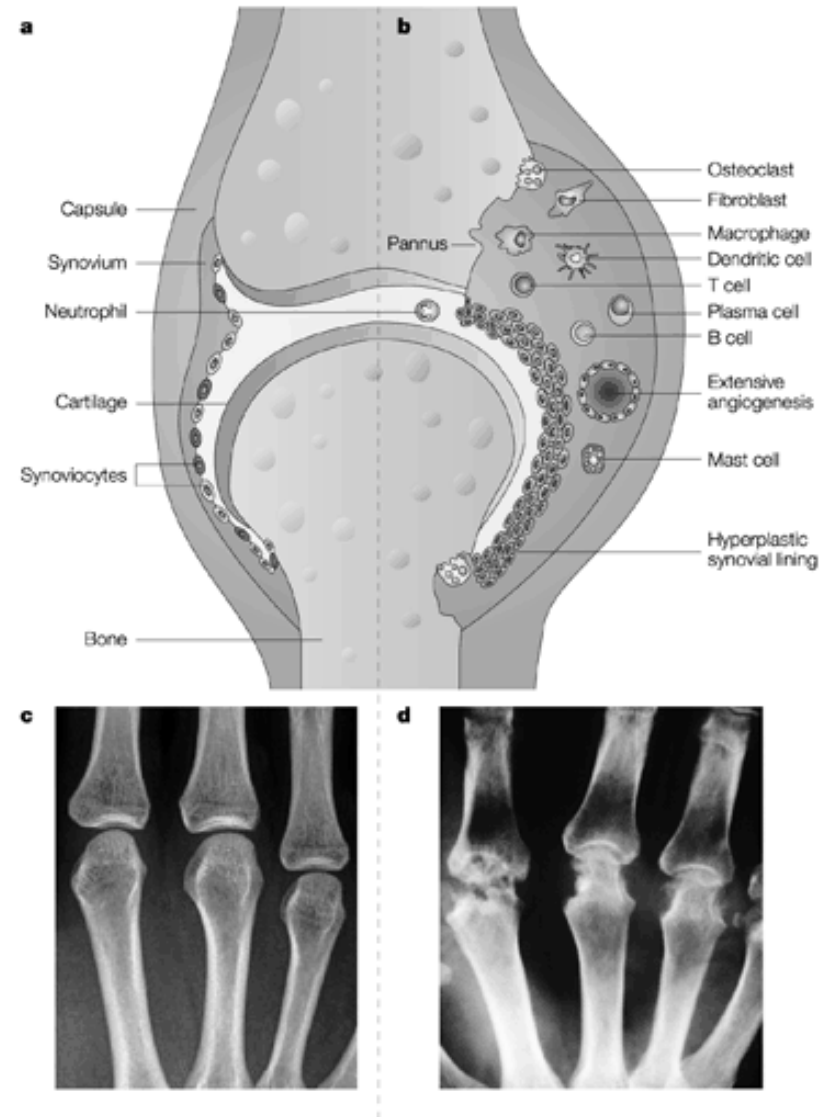 a
b
Capsule
Synovium
Neutrophil
Cartilage
Synoviocytes
Bone
Pannus
Osteoclast
Fibroblast
Macrophage
Dendritic cell
T cell
Plasma cell
B cell
Extensive
angiogenesis
Mast cell
Hyperplastic
synovial lining
c
d